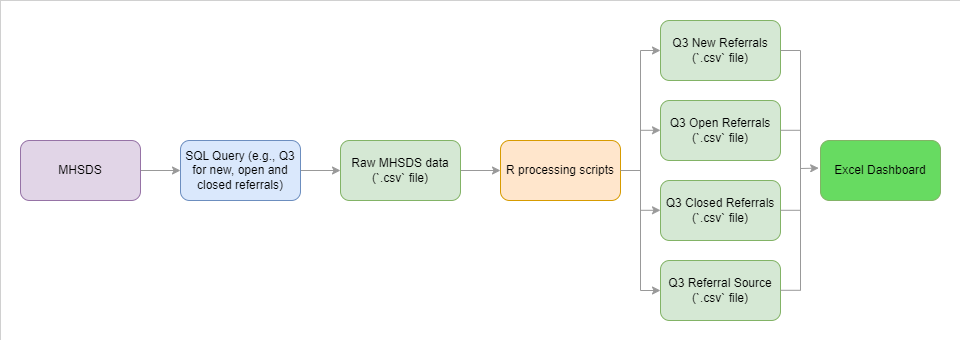 MHSDS
SQL Query (e.g., Q3
for new, open and
closed referrals)
Raw MHSDS data
(`.csv` file)
R processing scripts
Q3 New Referrals
(`.csv` file)
Q3 Open Referrals
(`.csv` file)
Q3 Closed Referrals
(`.csv` file)
Q3 Referral Source
(`.csv` file)
Excel Dashboard